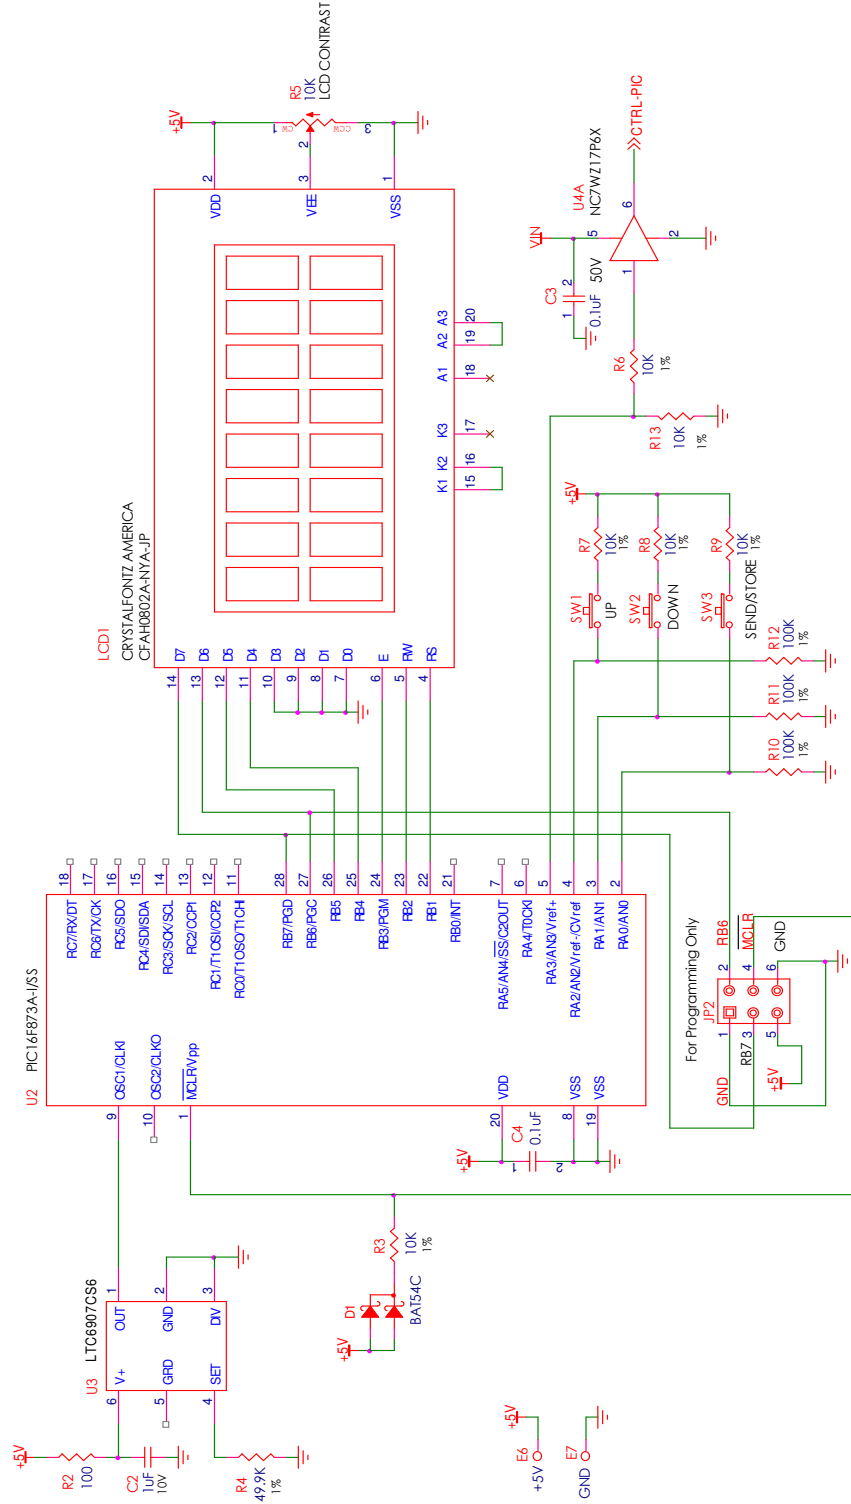 +5V
R2
100
C2
1uF
10V
R4
49.9K
1%
U3
LTC6907CS6
6
V+
5
GRD
4
SET
OUT
1
GND
2
DIV
3
+5V
D1
BAT54C
R3
10K
1%
E6
+5V
+5V
E7
GND
U2
PIC16F873A-I/SS
9
OSC1/CLKI
10
OSC2/CLKO
1
MCLR/Vpp
20
VDD
8
VSS
19
VSS
+5V
C4
0.1uF
1
2
RC7/RX/DT
18
RC6/TX/CK
17
RC5/SDO
16
RC4/SDI/SDA
15
RC3/SCK/SCL
14
RC2/CCP1
13
RC1/T1OSI/CCP2
12
RC0/T1OSO/T1CHI
11
RB7/PGD
28
RB6/PGC
27
RB5
26
RB4
25
RB3/PGM
24
RB2
23
RB1
22
RB0/INT
21
RA5/AN4/SS/C2OUT
7
RA4/T0CKI
6
RA3/AN3/Vref+
5
RA2/AN2/Vref-/CVref
4
RA1/AN1
3
RA0/AN0
2
For Programming Only
JP2
GND
1
RB7
3
5
+5V
2
RB6
4
MCLR
6
GND
LCD1
CRYSTALFONTZ AMERICA
CFAH0802A-NYA-JP
14
D7
13
D6
12
D5
11
D4
10
D3
9
D2
8
D1
7
D0
6
E
5
RW
4
RS
K1
15
K2
16
K3
17
A1
18
A2
19
A3
20
VDD
2
VEE
3
VSS
1
+5V
R5
10K
LCD CONTRAST
CW
1
2
CCW
3
+5V
SW1
UP
R7
10K
1%
SW2
DOWN
R8
10K
1%
SW3
SEND/STORE
R9
10K
1%
R10
100K
1%
R11
100K
1%
R12
100K
1%
R13
10K
1%
R6
10K
1%
C3
0.1uF
50V
1
2
VIN
U4A
NC7WZ17P6X
1
5
2
6
CTRL-PIC